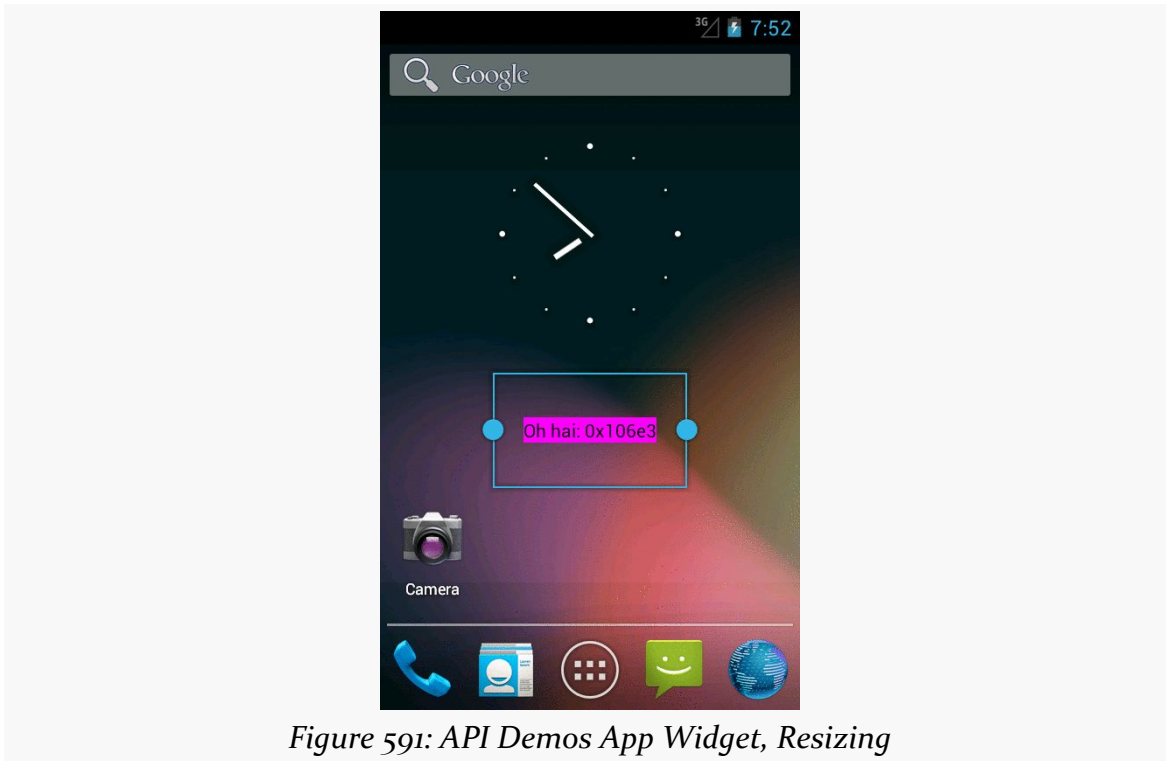 3G 7:52
Google
Oh hai: 0x106e3
Camera
Figure 591: API Demos App Widget, Resizing